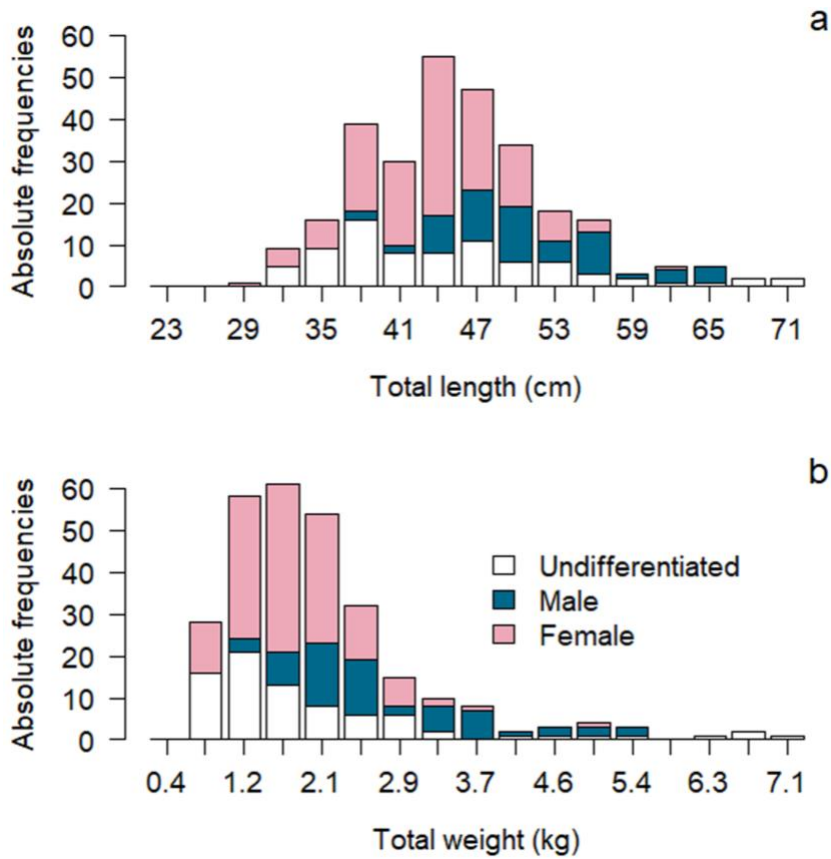 a
Absolute frequencies
60
50
40
30
20
10
0
23 29 35 41 47 53 59 65 71
Total length (cm)
b
Absolute frequencies
60
50
40
30
20
10
0
Undifferentiated
Male
Female
0.4 1.2 2.1 2.9 3.7 4.6 5.4 6.3 7.1
Total weight (kg)